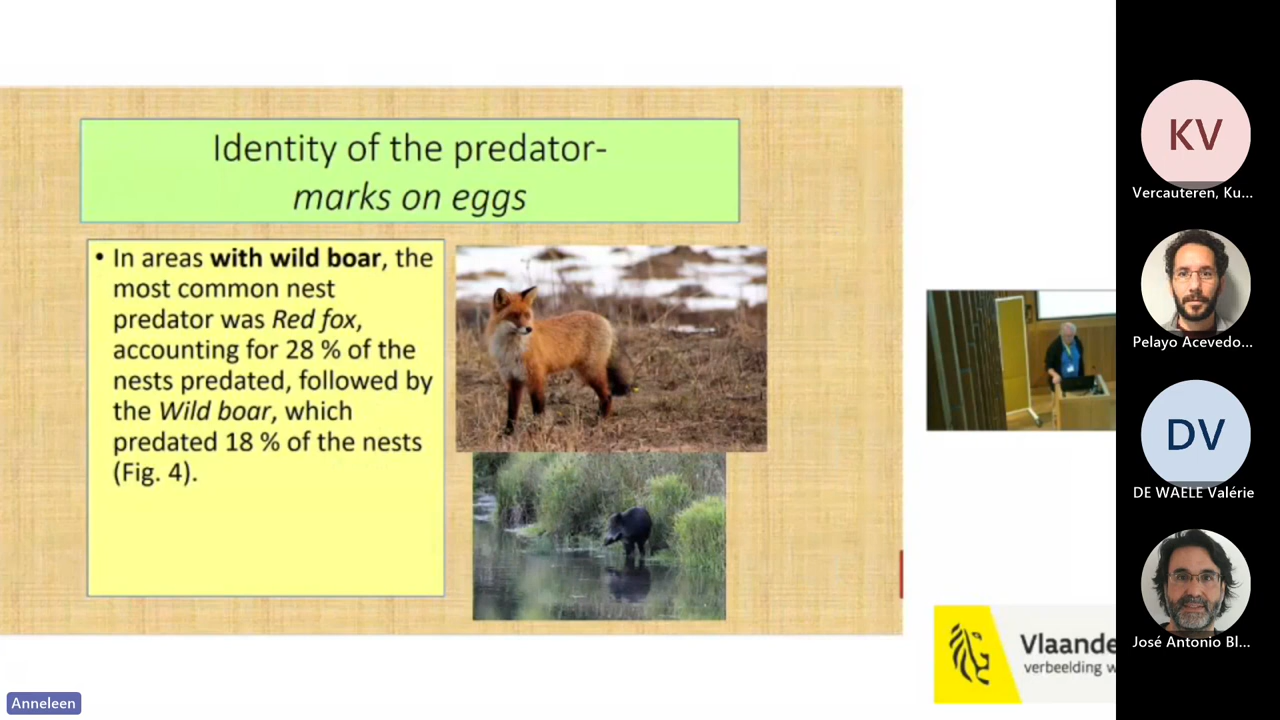 Identity of the predator-
marks on eggs
• In areas with wild boar, the
most common nest
predator was Red fox,
accounting for 28 % of the
nests predated, followed by
the Wild boar, which
predated 18 % of the nests
(Fig. 4).
Vlaande
verbeelding w
Anneleen
KV
Vercauteren, Ku...
Pelayo Acevedo...
DV
DE WAELE Valérie
José Antonio Bl...